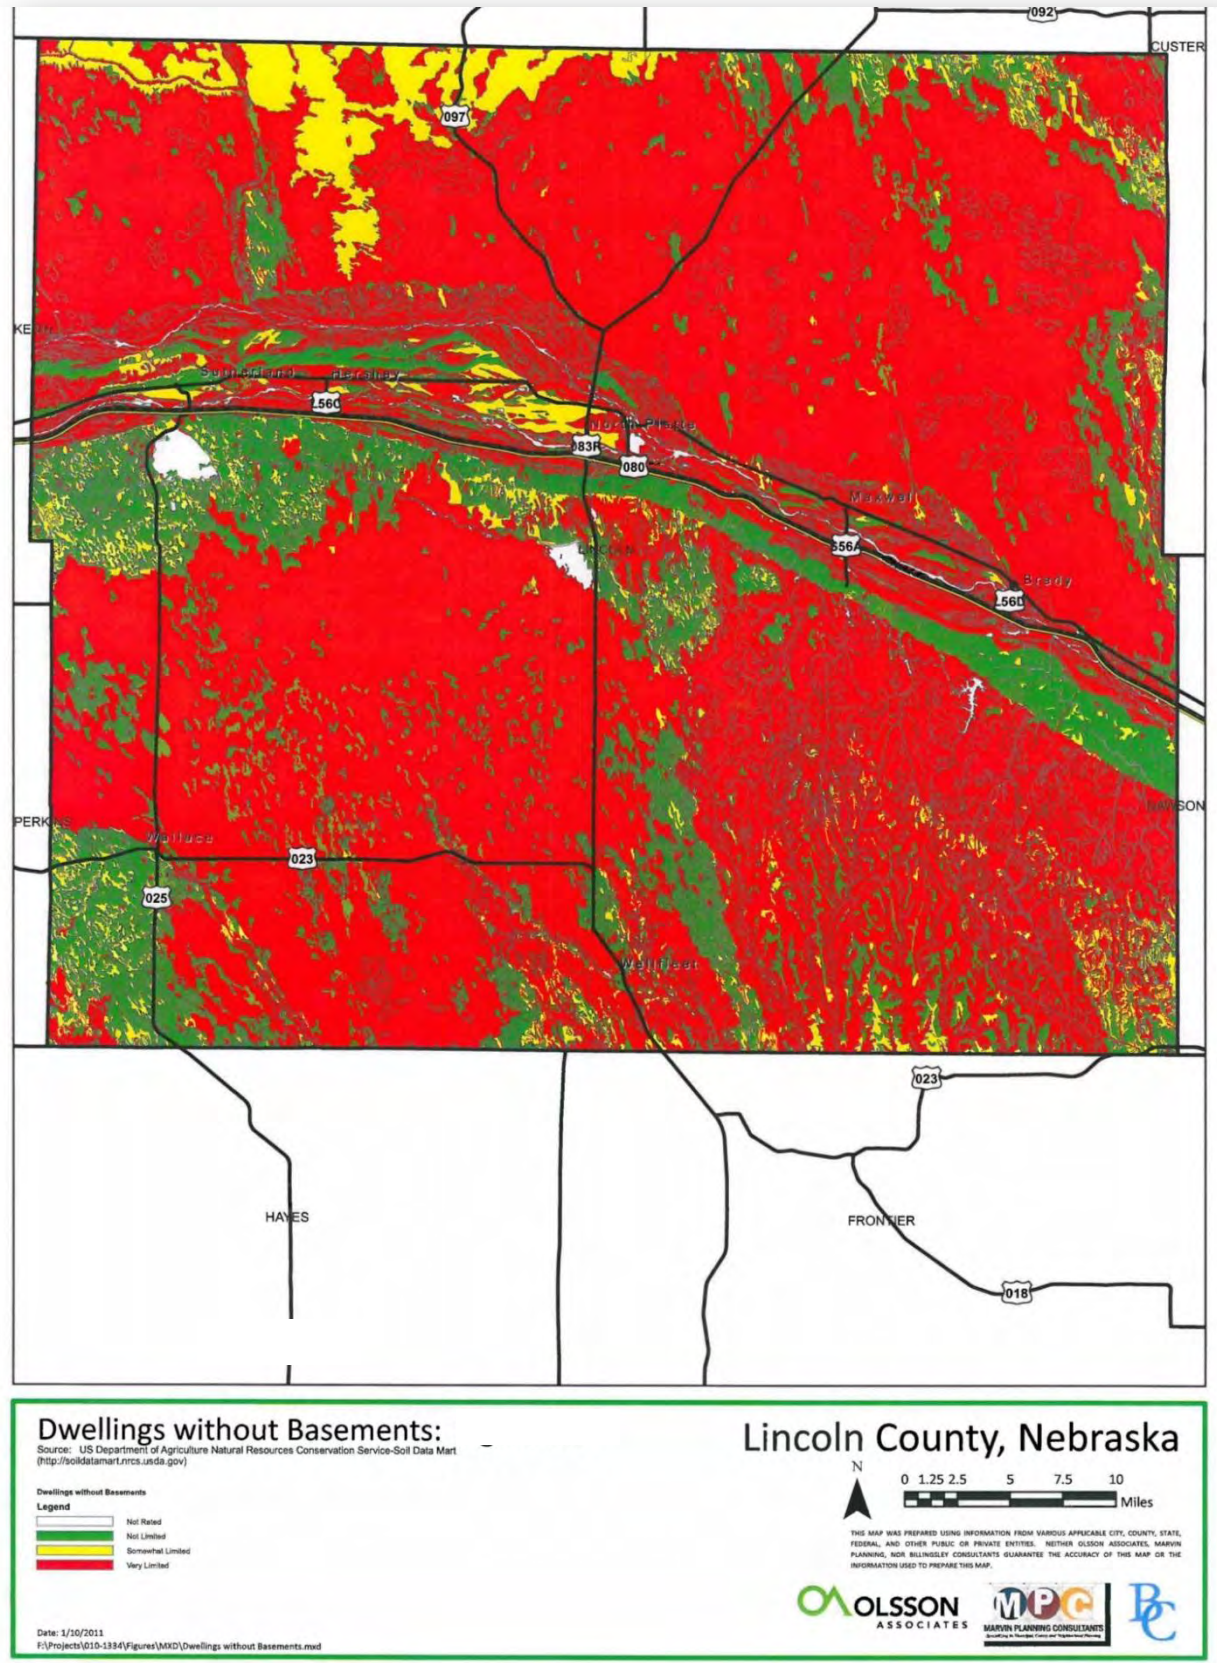 092
CUSTER
097
KEITH
Sutherland
Hershey
L56C
North Platte
083R
080
Maxwell
LINCOLN
S56A
Brady
L56D
DAWSON
PERKINS
Wallace
023
025
Wellfleet
023
HAYES
FRONTIER
018
Dwellings without Basements:
Source: US Department of Agriculture Natural Resources Conservation Service-Soil Data Mart
(http://soildatamart.nrcs.usda.gov)
Dwellings without Basements
Legend
Not Rated
Not Limited
Somewhat Limited
Very Limited
Date: 1/10/2011
F:\Projects\010-1334\Figures\MXD\Dwellings without Basements.mxd
Lincoln County, Nebraska
N
0 1.25 2.5 5 7.5 10
Miles
THIS MAP WAS PREPARED USING INFORMATION FROM VARIOUS APPLICABLE CITY, COUNTY, STATE,
FEDERAL, AND OTHER PUBLIC OR PRIVATE ENTITIES. NEITHER OLSSON ASSOCIATES, MARVIN
PLANNING, NOR BILLINGSLEY CONSULTANTS GUARANTEE THE ACCURACY OF THIS MAP OR THE
INFORMATION USED TO PREPARE THIS MAP.
OA OLSSON
ASSOCIATES
MPC
MARVIN PLANNING CONSULTANTS
BC